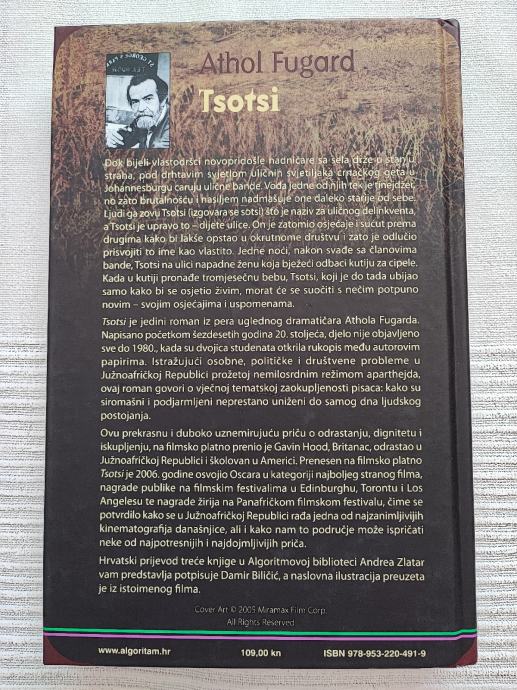 Athol Fugard
Tsotsi
Dok bijeli vlastodršci novopridošle nadničare sa sela drže u stanju
straha, pod drhtavim svjetlom uličnih svjetiljaka crnačkog geta u
Johannesburgu caruju ulične bande. Vođa jedne od njih tek je tinejdžer,
no zato brutalnošću i nasiljem nadmašuje one daleko starije od sebe.
Ljudi ga zovu Tsotsi (izgovara se sotsi) što je naziv za uličnog delinkventa,
a Tsotsi je upravo to – dijete ulice. On je zatomio osjećaje i sućut prema
drugima kako bi lakše opstao u okrutnome društvu i zato je odlučio
prisvojiti to ime kao vlastito. Jedne noći, nakon svađe sa članovima
bande, Tsotsi na ulici napadne ženu koja bježeći odbaci kutiju za cipele.
Kada u kutiji pronađe tromjesečnu bebu, Tsotsi, koji je do tada ubijao
samo kako bi se osjetio živim, morat će se suočiti s nečim potpuno
novim – svojim osjećajima i uspomenama.
Tsotsi je jedini roman iz pera uglednog dramatičara Athola Fugarda.
Napisano početkom šezdesetih godina 20. stoljeća, djelo nije objavljeno
sve do 1980., kada su dvojica studenata otkrila rukopis među autorovim
papirima. Istražujući osobne, političke i društvene probleme u
Južnoafričkoj Republici prožetoj nemilosrdnim režimom aparthejda,
ovaj roman govori o vječnoj tematskoj zaokupljenosti pisaca: kako su
siromašni i podjarmljeni neprestano uniženi do samog dna ljudskog
postojanja.
Ovu prekrasnu i duboko uznemirujuću priču o odrastanju, dignitetu i
iskupljenju, na filmsko platno prenio je Gavin Hood, Britanac, odrastao u
Južnoafričkoj Republici i školovan u Americi. Prenesen na filmsko platno
Tsotsi je 2006. godine osvojio Oscara u kategoriji najboljeg stranog filma,
nagrade publike na filmskim festivalima u Edinburghu, Torontu i Los
Angelesu te nagrade žirija na Panafričkom filmskom festivalu, čime se
potvrdilo kako se u Južnoafričkoj Republici rađa jedna od najzanimljivijih
kinematografija današnjice, ali i kako nam to područje može ispričati
neke od najpotresnijih i najdojmljivijih priča.
Hrvatski prijevod treće knjige u Algoritmovoj biblioteci Andrea Zlatar
vam predstavlja potpisuje Damir Biličić, a naslovna ilustracija preuzeta
je iz istoimenog filma.
Cover Art © 2005 Miramax Film Corp.
All Rights Reserved
www.algoritam.hr 109,00 kn ISBN 978-953-220-491-9